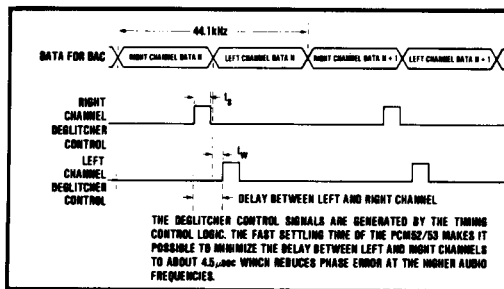 44.1kHz
DATA FOR DAC
RIGHT CHANNEL DATA N
LEFT CHANNEL DATA N
RIGHT CHANNEL DATA N + 1
LEFT CHANNEL DATA N + 1
ts
RIGHT
CHANNEL
DEGLITCHER
CONTROL
tw
LEFT
CHANNEL
DEGLITCHER
CONTROL
DELAY BETWEEN LEFT AND RIGHT CHANNEL
THE DEGLITCHER CONTROL SIGNALS ARE GENERATED BY THE TIMING
CONTROL LOGIC. THE FAST SETTLING TIME OF THE PCM52/53 MAKES IT
POSSIBLE TO MINIMIZE THE DELAY BETWEEN LEFT AND RIGHT CHANNELS
TO ABOUT 4.5μsec WHICH REDUCES PHASE ERROR AT THE HIGHER AUDIO
FREQUENCIES.